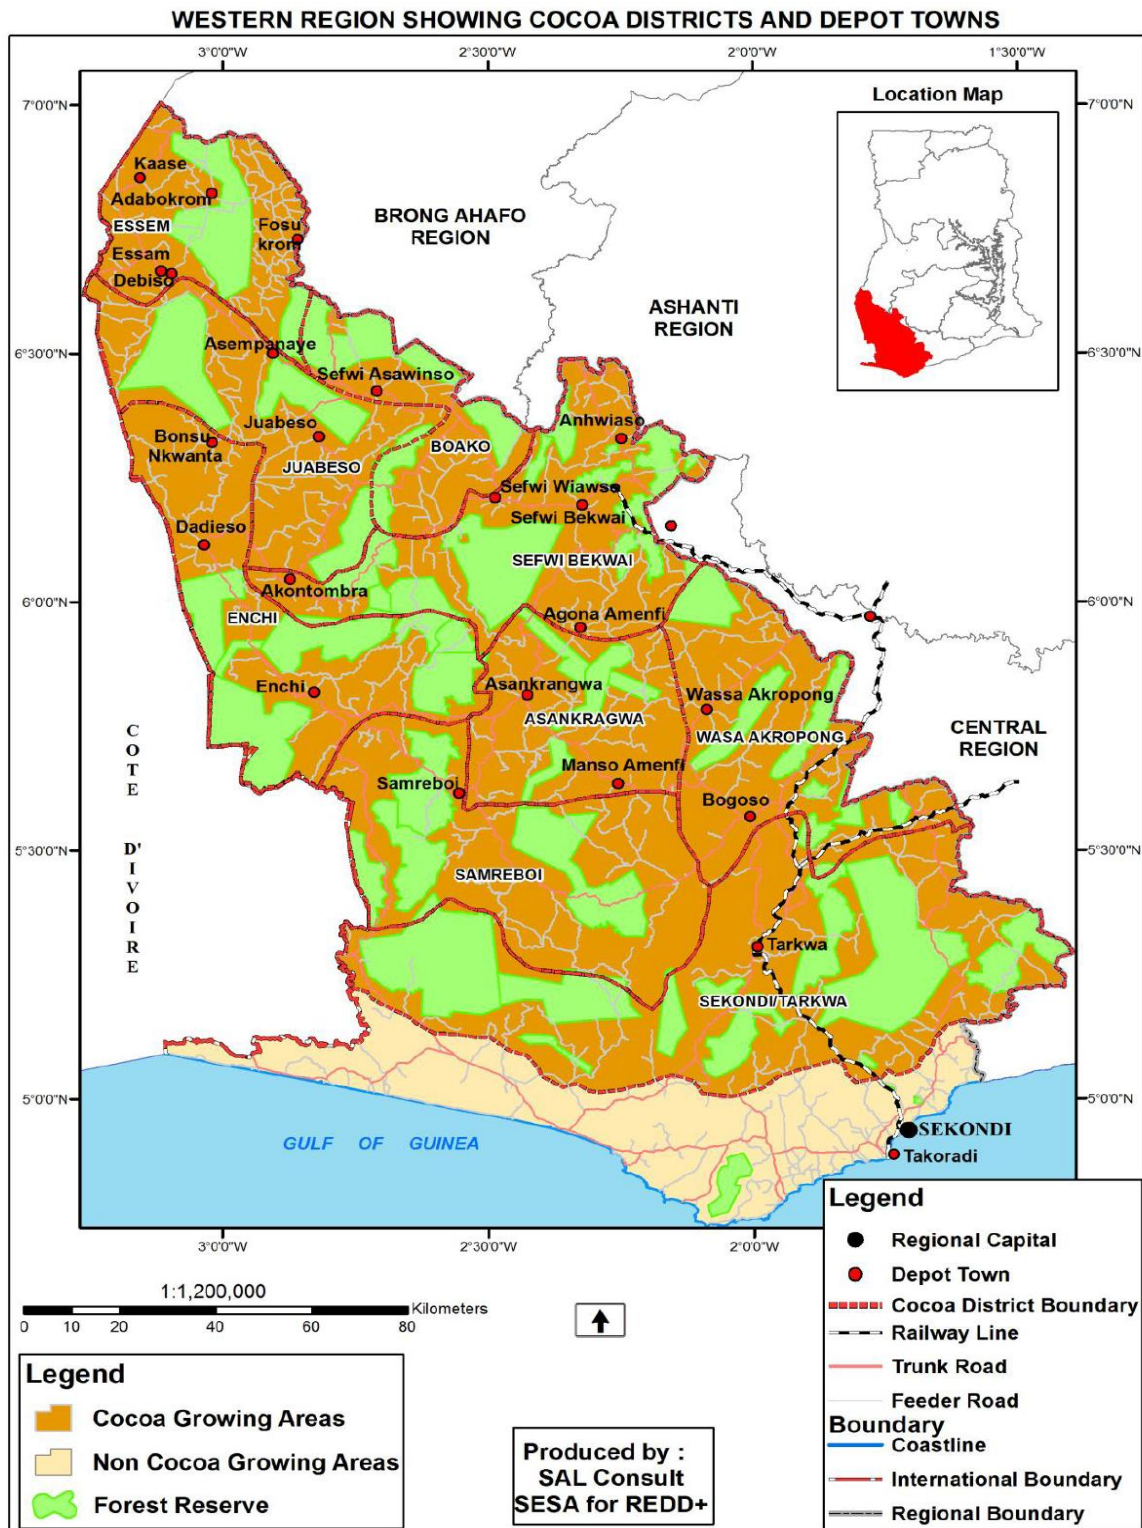 WESTERN REGION SHOWING COCOA DISTRICTS AND DEPOT TOWNS
3°0'0"W
2°30'0"W
2°0'0"W
1°30'0"W
7°0'0"N
7°0'0"N
Location Map
Kaase
Adabokrom
ESSEM
Fosu
krom
Essam
Debiso
BRONG AHAFO
REGION
ASHANTI
REGION
6°30'0"N
6°30'0"N
Asempanaye
Sefwi Asawinso
Juabeso
Anhwiaso
Bonsu
Nkwanta
BOAKO
JUABESO
Sefwi Wiawso
Sefwi Bekwai
Dadieso
SEFWI BEKWAI
Akontombra
6°0'0"N
6°0'0"N
ENCHI
Agona Amenfi
Enchi
Asankrangwa
Wassa Akropong
ASANKRAGWA
WASA AKROPONG
CENTRAL
REGION
COTE D'IVOIRE
Samreboi
Manso Amenfi
Bogoso
5°30'0"N
5°30'0"N
SAMREBOI
Tarkwa
SEKONDI/TARKWA
5°0'0"N
5°0'0"N
GULF OF GUINEA
SEKONDI
Takoradi
3°0'0"W
2°30'0"W
2°0'0"W
1:1,200,000
Kilometers
0 10 20 40 60 80
Legend
Cocoa Growing Areas
Non Cocoa Growing Areas
Forest Reserve
Produced by :
SAL Consult
SESA for REDD+
Legend
Regional Capital
Depot Town
Cocoa District Boundary
Railway Line
Trunk Road
Feeder Road
Boundary
Coastline
International Boundary
Regional Boundary